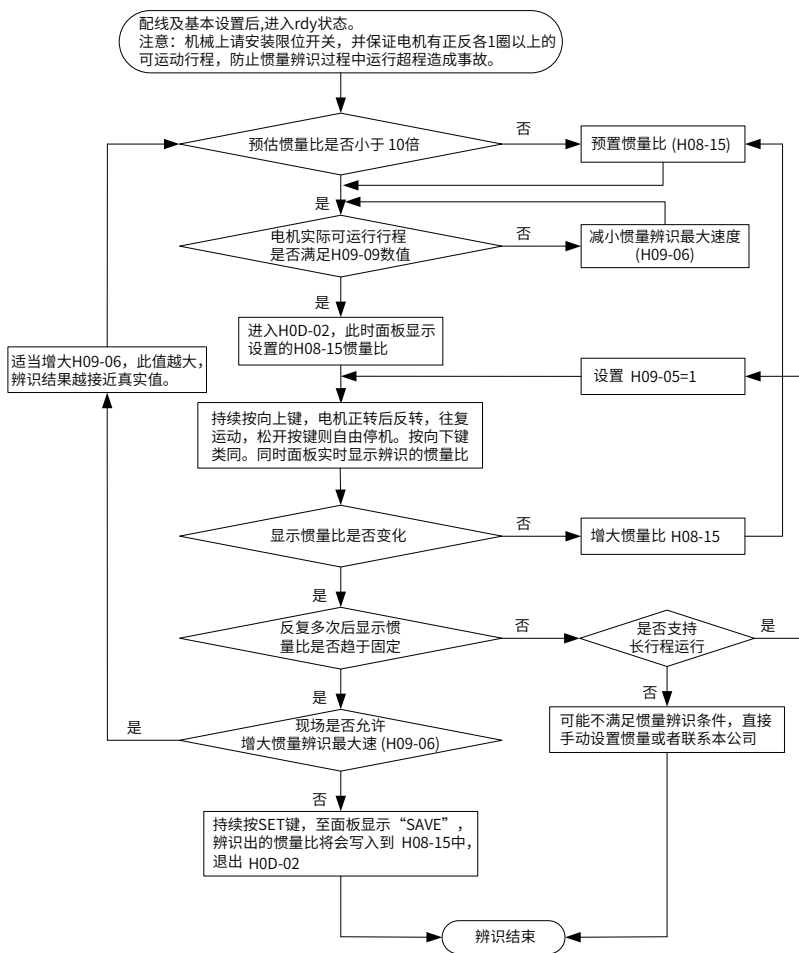 配线及基本设置后,进入rdy状态。
注意：机械上请安装限位开关，并保证电机有正反各1圈以上的
可运动行程，防止惯量辨识过程中运行超程造成事故。
预估惯量比是否小于 10倍
否
预置惯量比 (H08-15)
是
电机实际可运行行程
是否满足H09-09数值
否
减小惯量辨识最大速度
(H09-06)
是
进入H0D-02，此时面板显示
设置的H08-15惯量比
适当增大H09-06，此值越大，
辨识结果越接近真实值。
设置 H09-05=1
持续按向上键，电机正转后反转，往复
运动，松开按键则自由停机。按向下键
类同。同时面板实时显示辨识的惯量比
显示惯量比是否变化
否
增大惯量比 H08-15
是
反复多次后显示惯
量比是否趋于固定
否
是否支持
长行程运行
是
是
否
现场是否允许
增大惯量辨识最大速 (H09-06)
是
可能不满足惯量辨识条件，直接
手动设置惯量或者联系本公司
否
持续按SET键，至面板显示“SAVE”，
辨识出的惯量比将会写入到 H08-15中，
退出 H0D-02
辨识结束